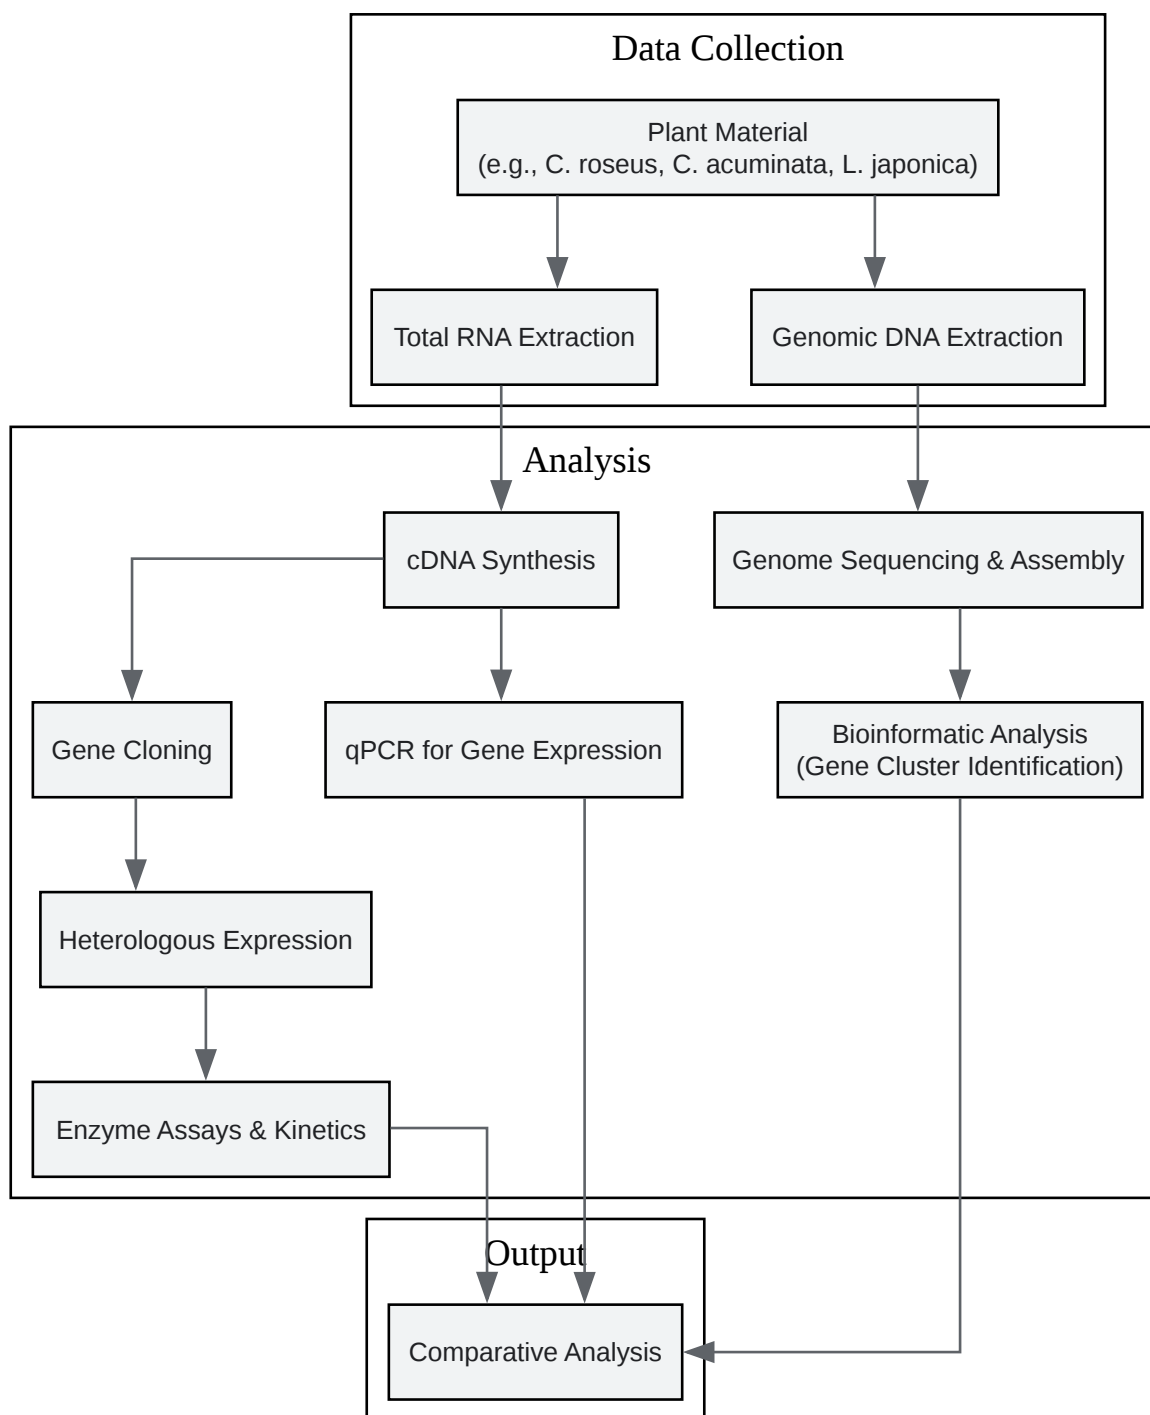 Data Collection
Plant Material
(e.g., C. roseus, C. acuminata, L. japonica)
Total RNA Extraction
Genomic DNA Extraction
Analysis
cDNA Synthesis
Genome Sequencing & Assembly
Gene Cloning
qPCR for Gene Expression
Bioinformatic Analysis
(Gene Cluster Identification)
Heterologous Expression
Enzyme Assays & Kinetics
Output
Comparative Analysis